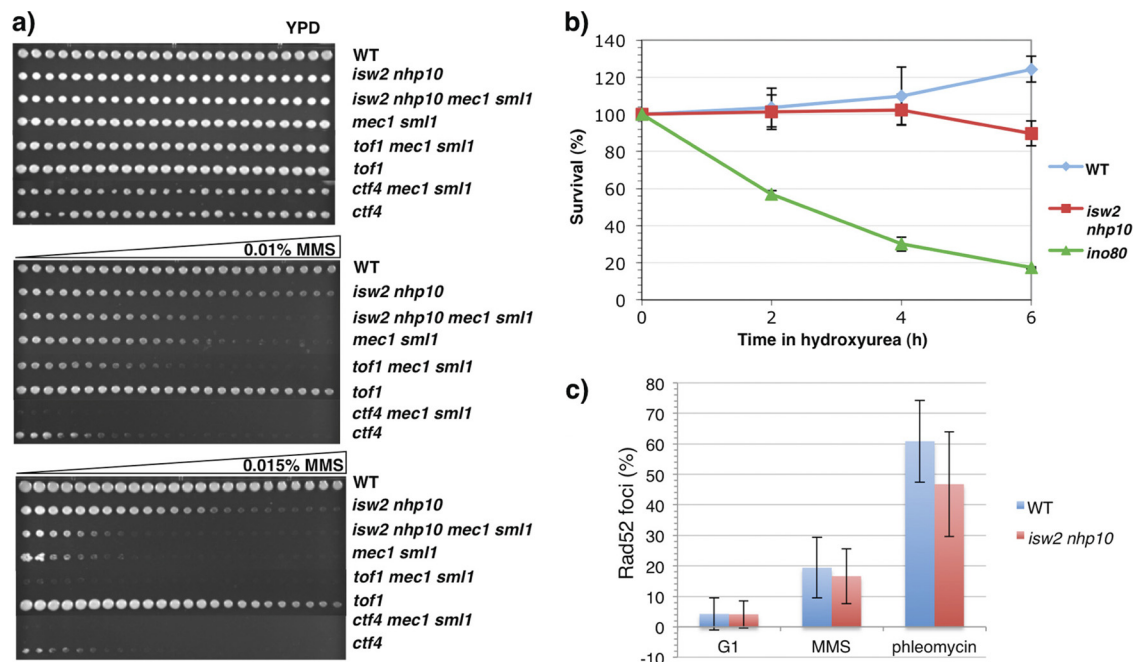 a)
YPD
WT
isw2 nhp10
isw2 nhp10 mec1 sml1
mec1 sml1
tof1 mec1 sml1
tof1
ctf4 mec1 sml1
ctf4
0.01% MMS
WT
isw2 nhp10
isw2 nhp10 mec1 sml1
mec1 sml1
tof1 mec1 sml1
tof1
ctf4 mec1 sml1
ctf4
0.015% MMS
WT
isw2 nhp10
isw2 nhp10 mec1 sml1
mec1 sml1
tof1 mec1 sml1
tof1
ctf4 mec1 sml1
ctf4
b)
Survival (%)
140
120
100
80
60
40
20
0
0 2 4 6
Time in hydroxyurea (h)
WT
isw2
nhp10
ino80
c)
Rad52 foci (%)
80
70
60
50
40
30
20
10
0
-10
G1 MMS phleomycin
WT
isw2 nhp10